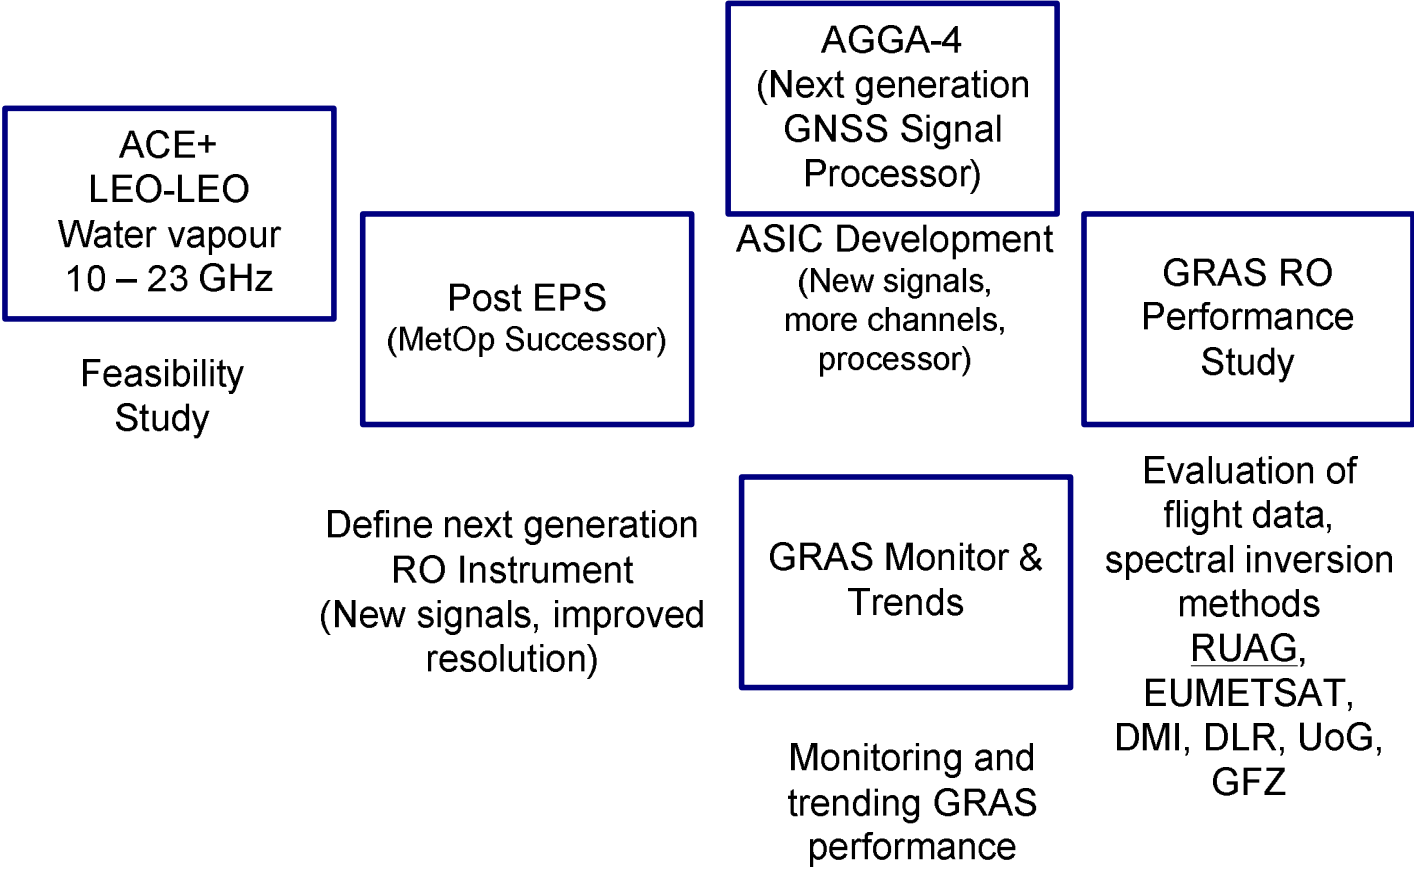 ACE+
LEO-LEO
Water vapour
10 – 23 GHz
Feasibility
Study
Post EPS
(MetOp Successor)
Define next generation
RO Instrument
(New signals, improved
resolution)
AGGA-4
(Next generation
GNSS Signal
Processor)
ASIC Development
(New signals,
more channels,
processor)
GRAS Monitor &
Trends
Monitoring and
trending GRAS
performance
GRAS RO
Performance
Study
Evaluation of
flight data,
spectral inversion
methods
RUAG,
EUMETSAT,
DMI, DLR, UoG,
GFZ